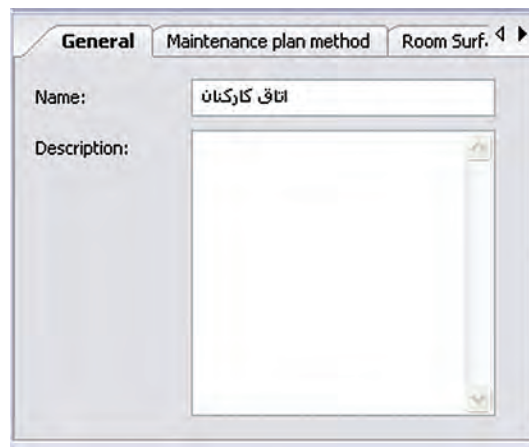 General Maintenance plan method Room Surf.
Name: اتاق کارکنان
Description: